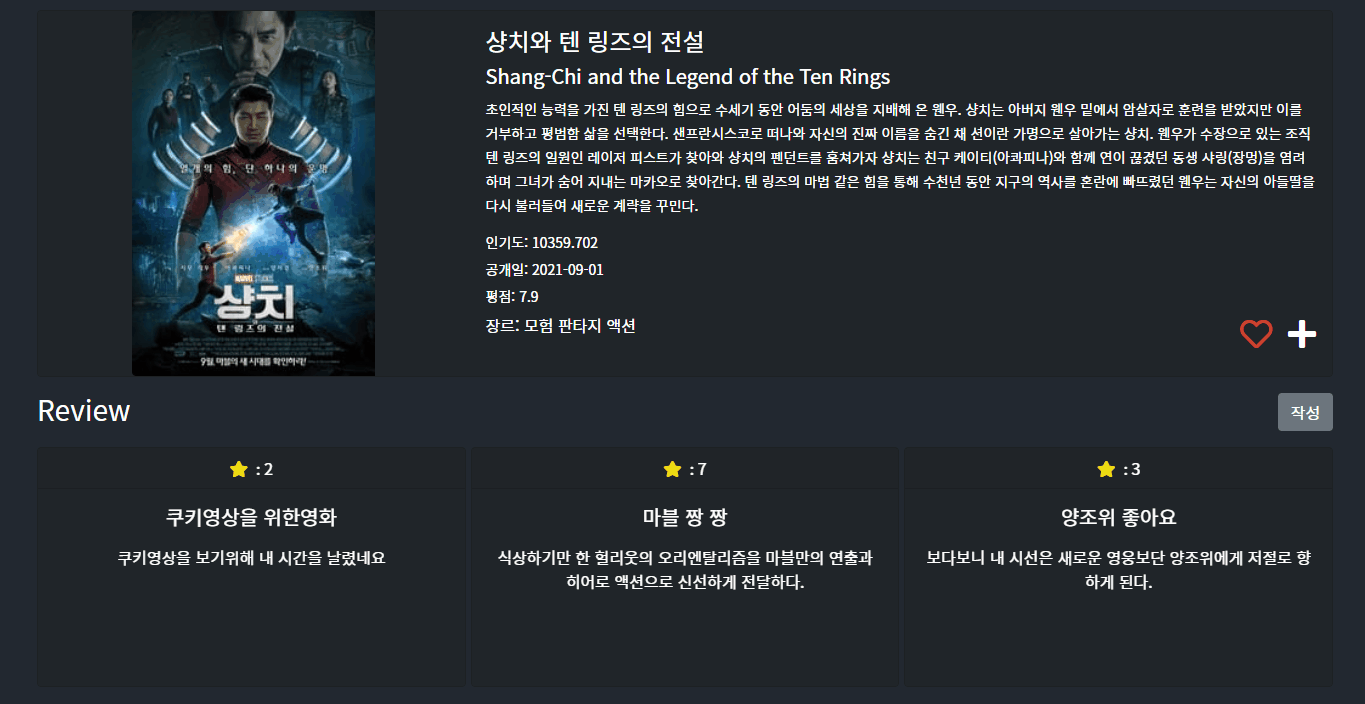 열 개의 힘, 단 하나의 운명
MARVEL STUDIOS
샹치
와
텐 링즈의 전설
9월, 마블의 새 시대를 확인하라!
샹치와 텐 링즈의 전설
Shang-Chi and the Legend of the Ten Rings
초인적인 능력을 가진 텐 링즈의 힘으로 수세기 동안 어둠의 세상을 지배해 온 웬우. 샹치는 아버지 웬우 밑에서 암살자로 훈련을 받았지만 이를
거부하고 평범함 삶을 선택한다. 샌프란시스코로 떠나와 자신의 진짜 이름을 숨긴 채 션이란 가명으로 살아가는 샹치. 웬우가 수장으로 있는 조직
텐 링즈의 일원인 레이저 피스트가 찾아와 샹치의 펜던트를 훔쳐가자 샹치는 친구 케이티(아콰피나)와 함께 연이 끊겼던 동생 샤링(장멍)을 염려
하며 그녀가 숨어 지내는 마카오로 찾아간다. 텐 링즈의 마법 같은 힘을 통해 수천년 동안 지구의 역사를 혼란에 빠뜨렸던 웬우는 자신의 아들딸을
다시 불러들여 새로운 계략을 꾸민다.
인기도: 10359.702
공개일: 2021-09-01
평점: 7.9
장르: 모험 판타지 액션
Review
작성
: 2
쿠키영상을 위한영화
쿠키영상을 보기위해 내 시간을 날렸네요
: 7
마블 짱 짱
식상하기만 한 헐리웃의 오리엔탈리즘을 마블만의 연출과
히어로 액션으로 신선하게 전달하다.
: 3
양조위 좋아요
보다보니 내 시선은 새로운 영웅보단 양조위에게 저절로 향
하게 된다.